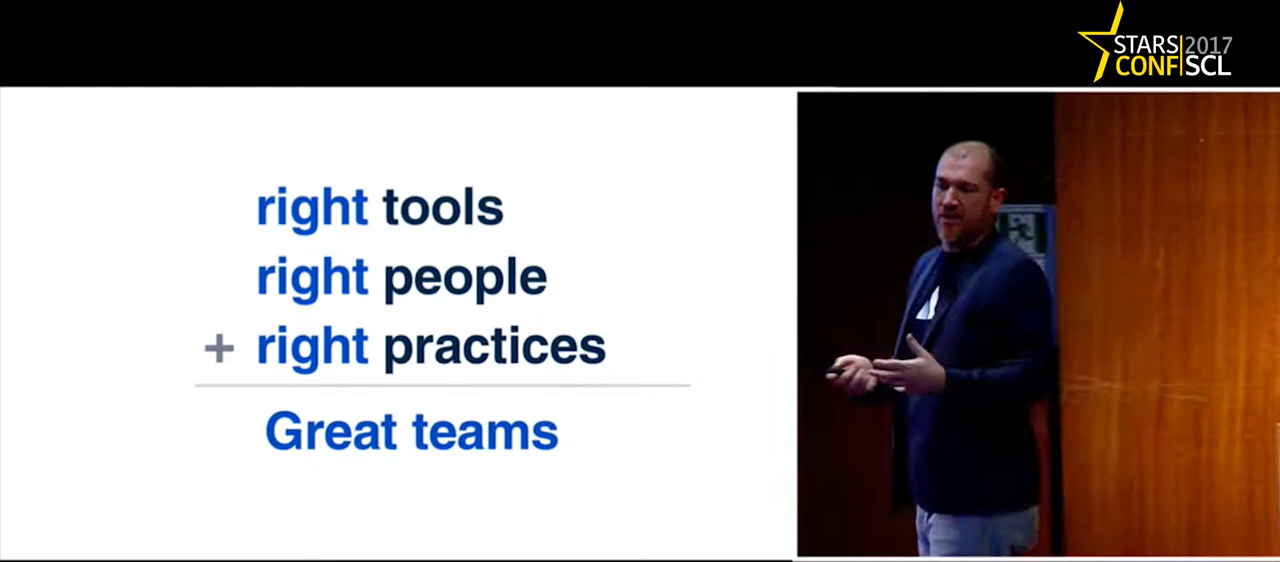 STARS 2017
CONF SCL
right tools
right people
+ right practices
Great teams